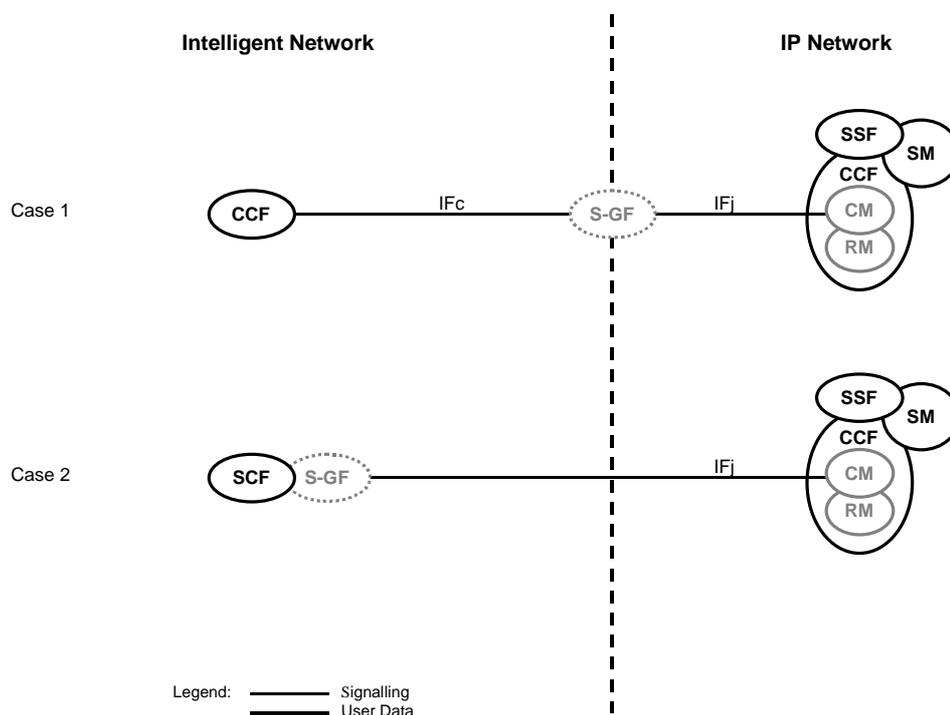 Intelligent Network
IP Network
SSF
SM
CCF
Case 1
CCF
IFc
S-GF
IFj
CM
RM
SSF
SM
CCF
Case 2
SCF
S-GF
IFj
CM
RM
Legend:
Signalling
User Data